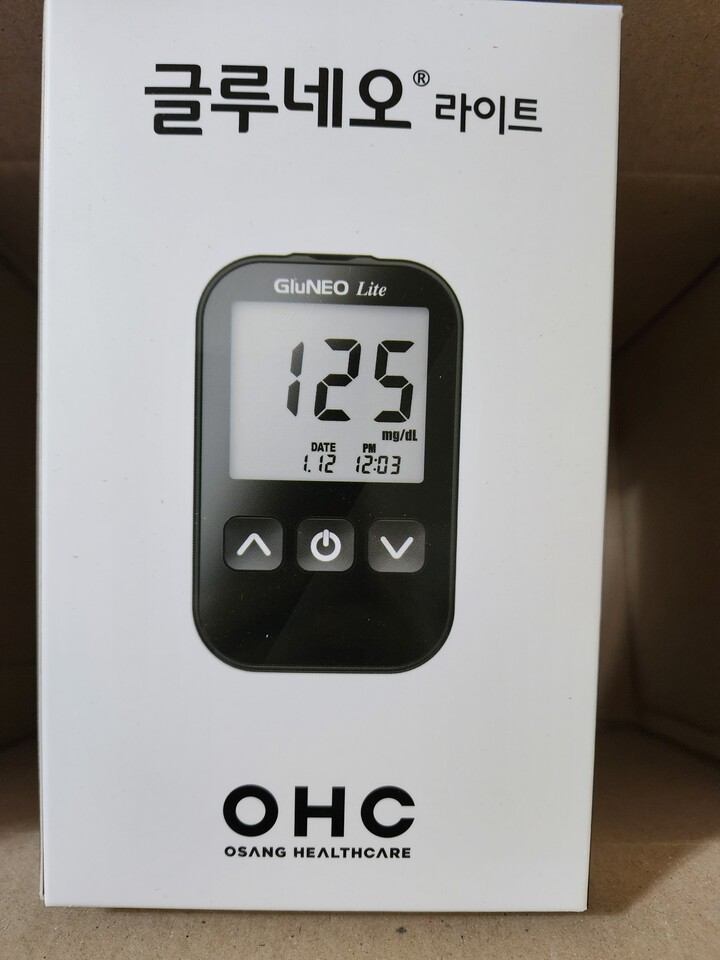 글루네오® 라이트
GluNEO Lite
125
mg/dL
DATE PM
1.12 12:03
OHC
OSANG HEALTHCARE